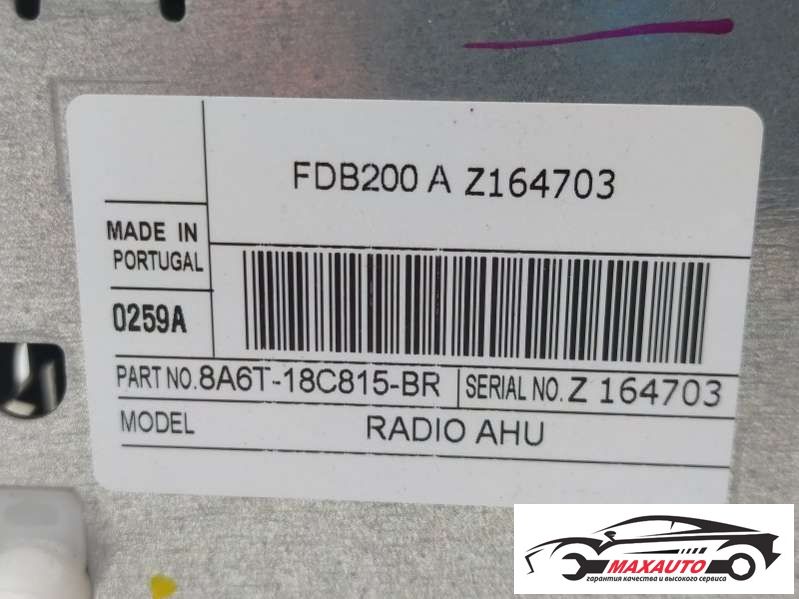 FDB200 A Z164703
MADE IN
PORTUGAL
0259A
PART NO.8A6T-18C815-BR SERIAL NO. Z 164703
MODEL RADIO AHU
MAXAUTO
гарантия качества и высокого сервиса